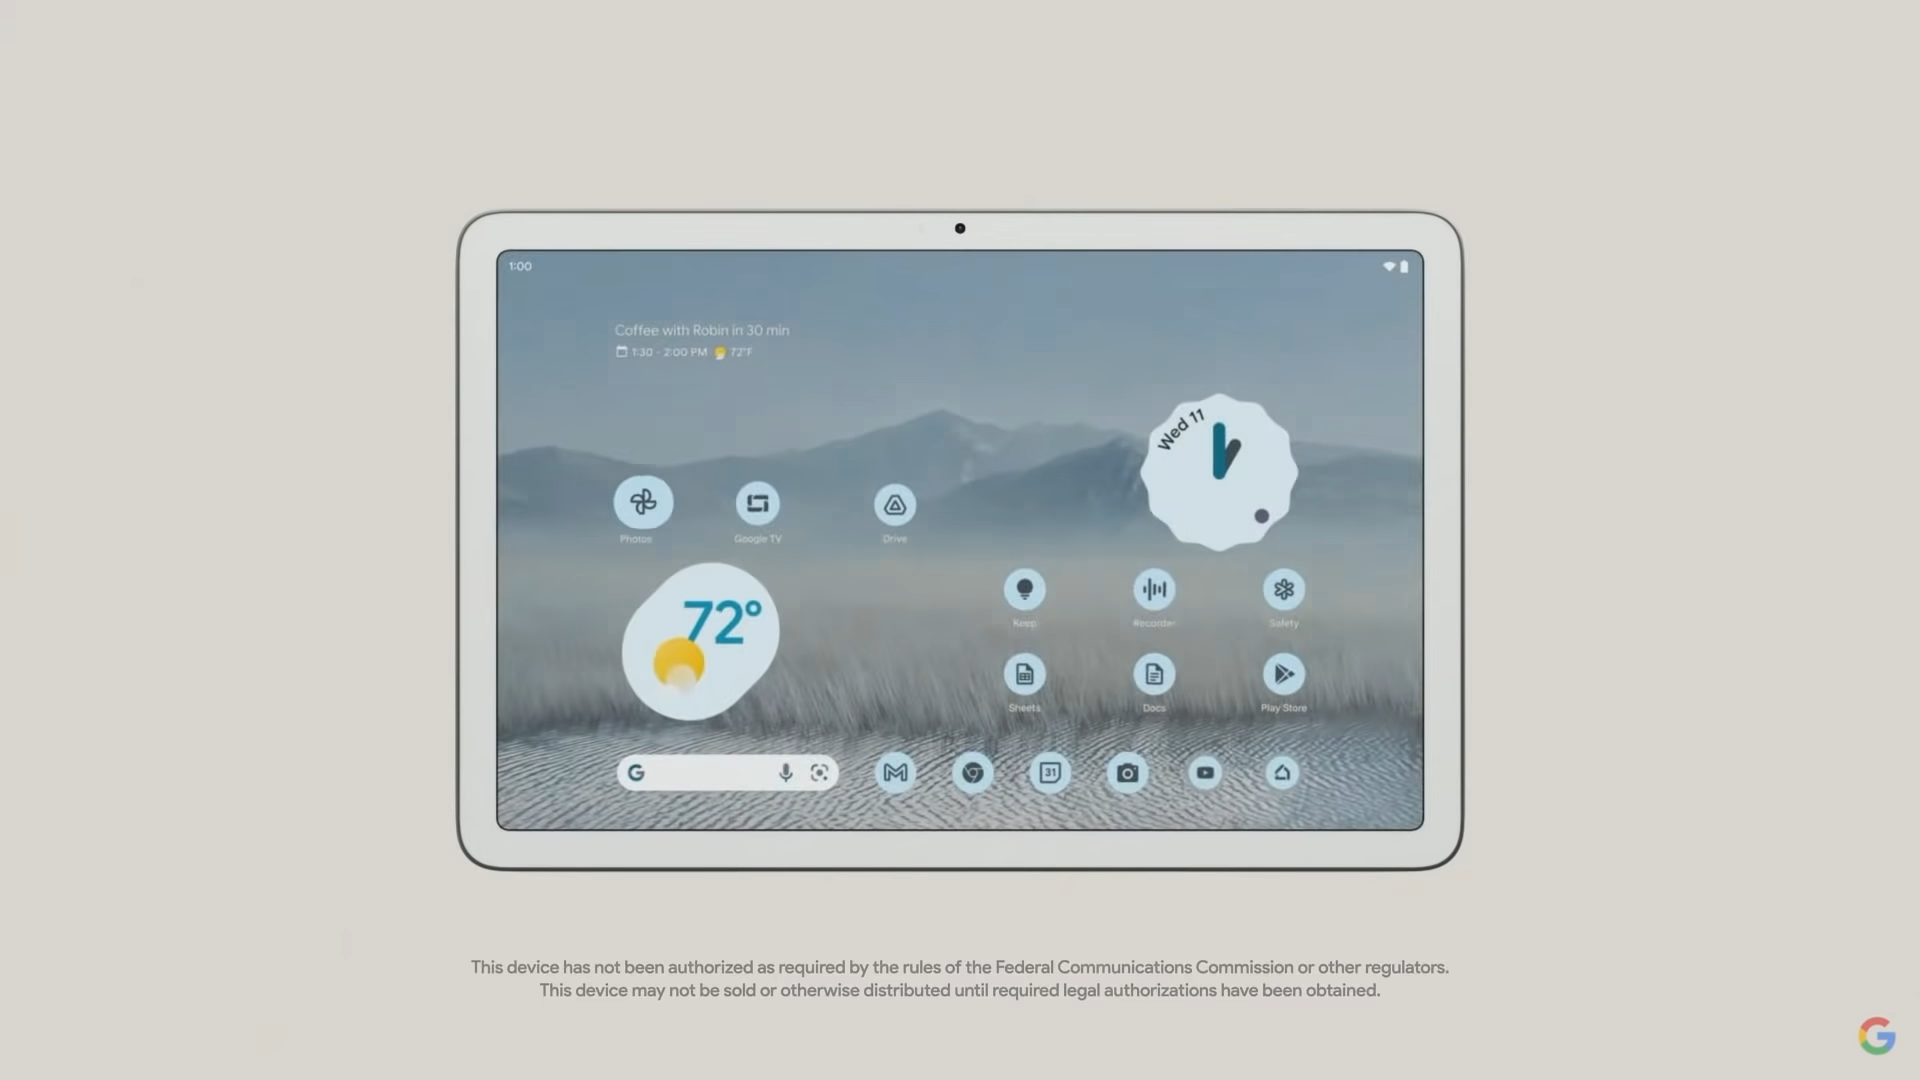 1:00
Coffee with Robin in 30 min
1:30 - 2:00 PM 72°F
Wed 11
Photos
Google TV
Drive
72°
Keep
Recorder
Safety
Sheets
Docs
Play Store
G
31
This device has not been authorized as required by the rules of the Federal Communications Commission or other regulators.
This device may not be sold or otherwise distributed until required legal authorizations have been obtained.
G